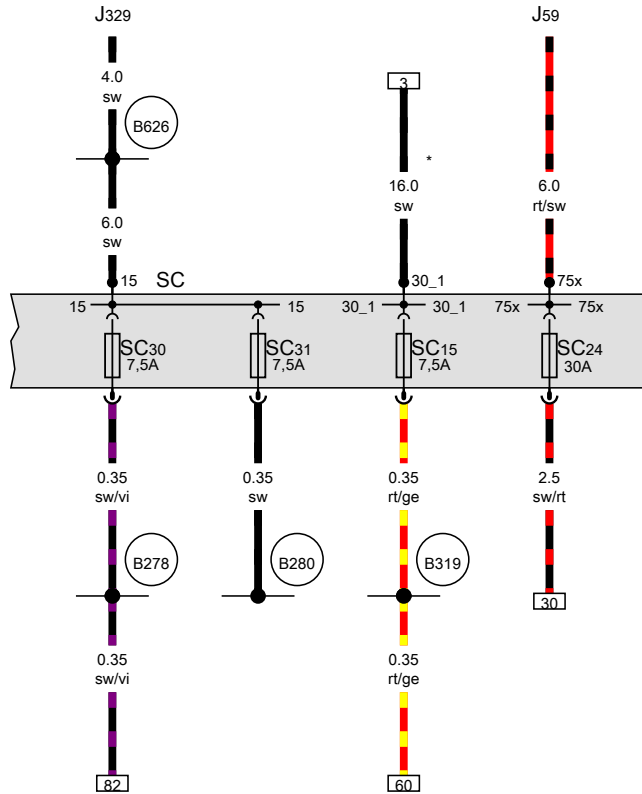 J329 J59
4.0
sw
3
B626
*
16.0 6.0
sw rt/sw
6.0
sw
15 SC 30_1 75x
15 15 30_1 30_1 75x 75x
SC30 SC31 SC15 SC24
7,5A 7,5A 7,5A 30A
0.35 0.35 0.35 2.5
sw/vi sw rt/ge sw/rt
B278 B280 B319
30
0.35 0.35
sw/vi rt/ge
82 60